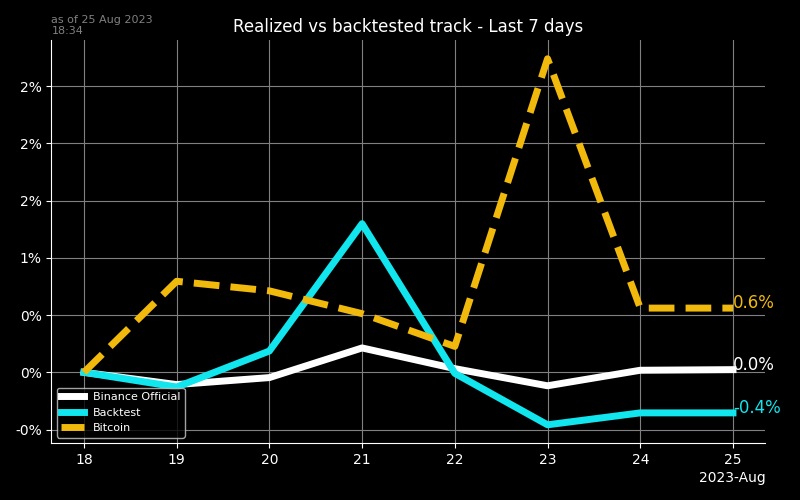 as of 25 Aug 2023
18:34
Realized vs backtested track - Last 7 days
2%
2%
2%
1%
0%
0%
-0%
0.6%
0.0%
-0.4%
Binance Official
Backtest
Bitcoin
18 19 20 21 22 23 24 25
2023-Aug